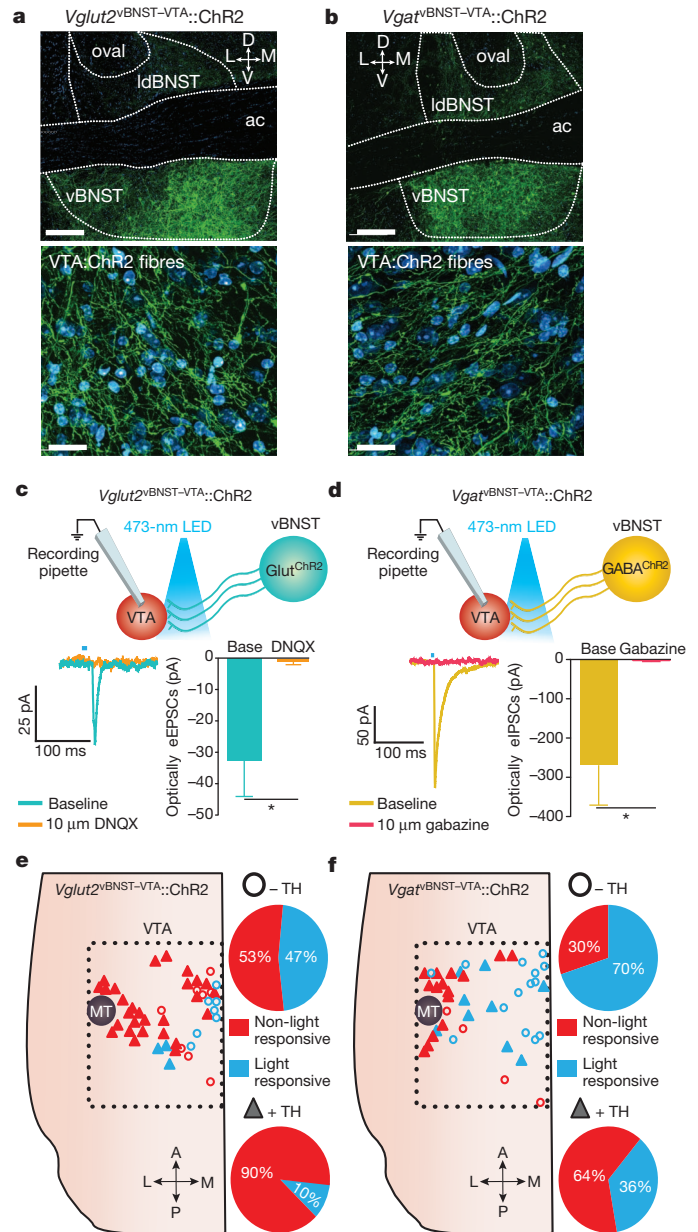 a
Vglut2vBNST–VTA::ChR2
oval
D
L M
V
ldBNST
ac
vBNST
VTA:ChR2 fibres
b
VgatvBNST–VTA::ChR2
D
L M
V
oval
ldBNST
ac
vBNST
VTA:ChR2 fibres
c
Vglut2vBNST–VTA::ChR2
473-nm LED
vBNST
Recording
pipette
GlutChR2
VTA
25 pA
100 ms
Baseline
10 μm DNQX
Base DNQX
Optically eEPSCs (pA)
0
–10
–20
–30
–40
–50
*
d
VgatvBNST–VTA::ChR2
473-nm LED
vBNST
Recording
pipette
GABAChR2
VTA
50 pA
100 ms
Baseline
10 μm gabazine
Base Gabazine
Optically eIPSCs (pA)
0
–100
–200
–300
–400
*
e
Vglut2vBNST–VTA::ChR2
VTA
MT
A
L M
P
– TH
53% 47%
Non-light
responsive
Light
responsive
+ TH
90%
10%
f
VgatvBNST–VTA::ChR2
VTA
MT
A
L M
P
– TH
30%
70%
Non-light
responsive
Light
responsive
+ TH
64% 36%